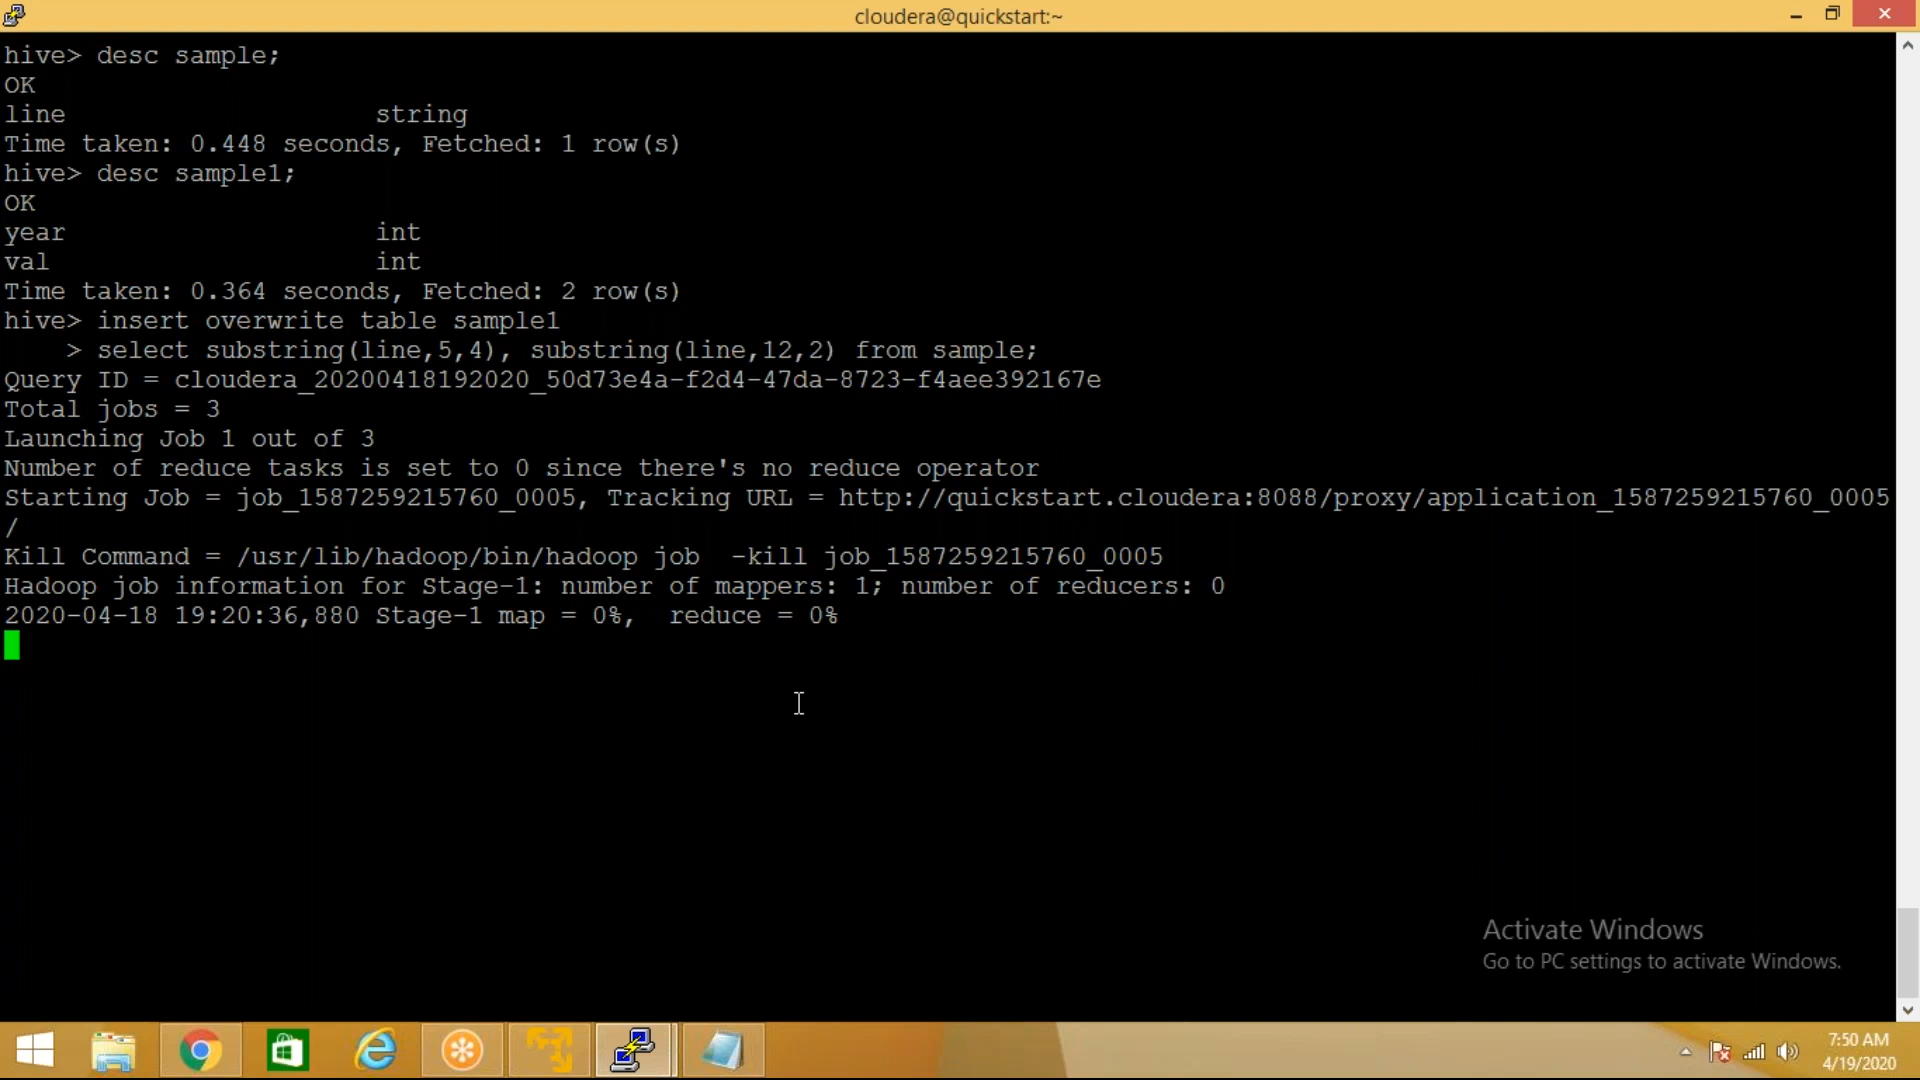 cloudera@quickstart:~
hive> desc sample;
OK
line                    string
Time taken: 0.448 seconds, Fetched: 1 row(s)
hive> desc sample1;
OK
year                    int
val                     int
Time taken: 0.364 seconds, Fetched: 2 row(s)
hive> insert overwrite table sample1
    > select substring(line,5,4), substring(line,12,2) from sample;
Query ID = cloudera_20200418192020_50d73e4a-f2d4-47da-8723-f4aee392167e
Total jobs = 3
Launching Job 1 out of 3
Number of reduce tasks is set to 0 since there's no reduce operator
Starting Job = job_1587259215760_0005, Tracking URL = http://quickstart.cloudera:8088/proxy/application_1587259215760_0005
/
Kill Command = /usr/lib/hadoop/bin/hadoop job  -kill job_1587259215760_0005
Hadoop job information for Stage-1: number of mappers: 1; number of reducers: 0
2020-04-18 19:20:36,880 Stage-1 map = 0%,  reduce = 0%
Activate Windows
Go to PC settings to activate Windows.
7:50 AM
4/19/2020